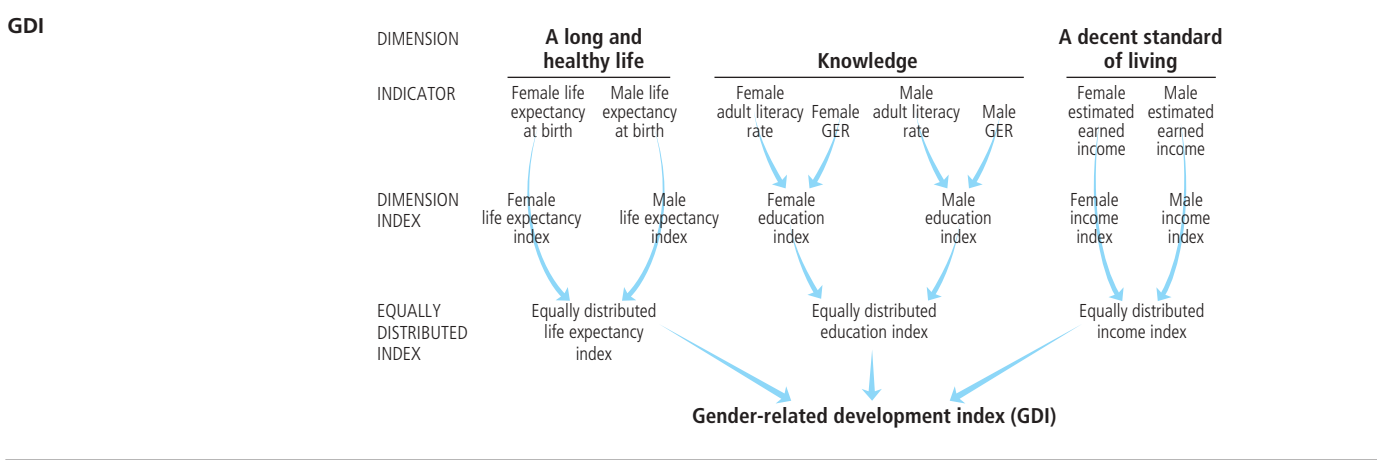 GDI
DIMENSION
A long and
healthy life
Knowledge
A decent standard
of living
INDICATOR
Female life
expectancy
at birth
Male life
expectancy
at birth
Female
adult literacy
rate
Female
GER
Male
adult literacy
rate
Male
GER
Female
estimated
earned
income
Male
estimated
earned
income
DIMENSION
INDEX
Female
life expectancy
index
Male
life expectancy
index
Female
education
index
Male
education
index
Female
income
index
Male
income
index
EQUALLY
DISTRIBUTED
INDEX
Equally distributed
life expectancy
index
Equally distributed
education index
Equally distributed
income index
Gender-related development index (GDI)